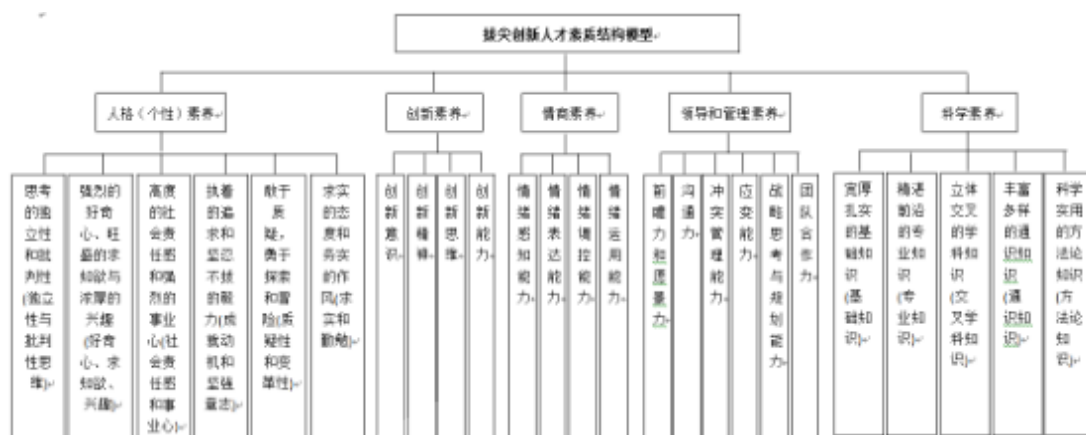 拔尖创新人才素质结构模型
人格（个性）素养
创新素养
情商素养
领导和管理素养
科学素养
思考
的独
立性
和批
判性
(独立
性与
批判
性思
维)
强烈的
好奇
心、旺
盛的求
知欲与
浓厚的
兴趣
(好奇
心、求
知欲、
兴趣)
高度
的社
会责
任感
和强
烈的
事业
心(社
会责
任感
和事
业心)
执着
的追
求和
坚忍
不拔
的毅
力(成
就动
机和
坚强
意志)
敢于
质
疑，
勇于
探索
和冒
险(质
疑性
和变
革性)
求实
的态
度和
务实
的作
风(求
实和
勤勉)
创新意识
创新精神
创新思维
创新能力
情绪感知能力
情绪表达能力
情绪调控能力
情绪运用能力
前瞻力和愿景力
沟通力
冲突管理能力
应变能力
战略思考与规划能力
团队合作力
宽厚
扎实
的基
础知
识
(基
础知
识)
精湛
前沿
的专
业知
识
(专
业知
识)
立体
交叉
的学
科知
识
(交
叉学
科知
识)
丰富
多样
的通
识知
识
(通
识知
识)
科学
实用
的方
法论
知识
(方
法论
知
识)